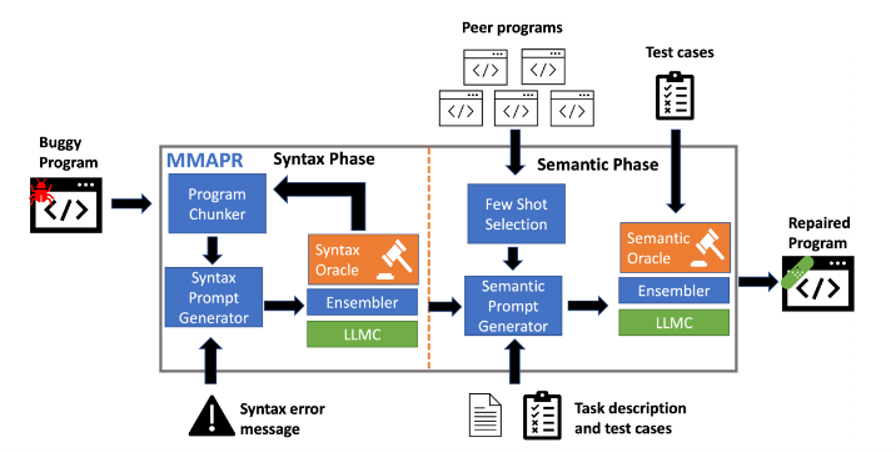 Peer programs
</>
</>
</>
</>
</>
Test cases
Buggy
Program
</>
MMAPR
Syntax Phase
Semantic Phase
Program
Chunker
Syntax
Oracle
Syntax
Prompt
Generator
Ensembler
LLMC
Few Shot
Selection
Semantic
Oracle
Semantic
Prompt
Generator
Ensembler
LLMC
Repaired
Program
</>
Syntax error
message
Task description
and test cases